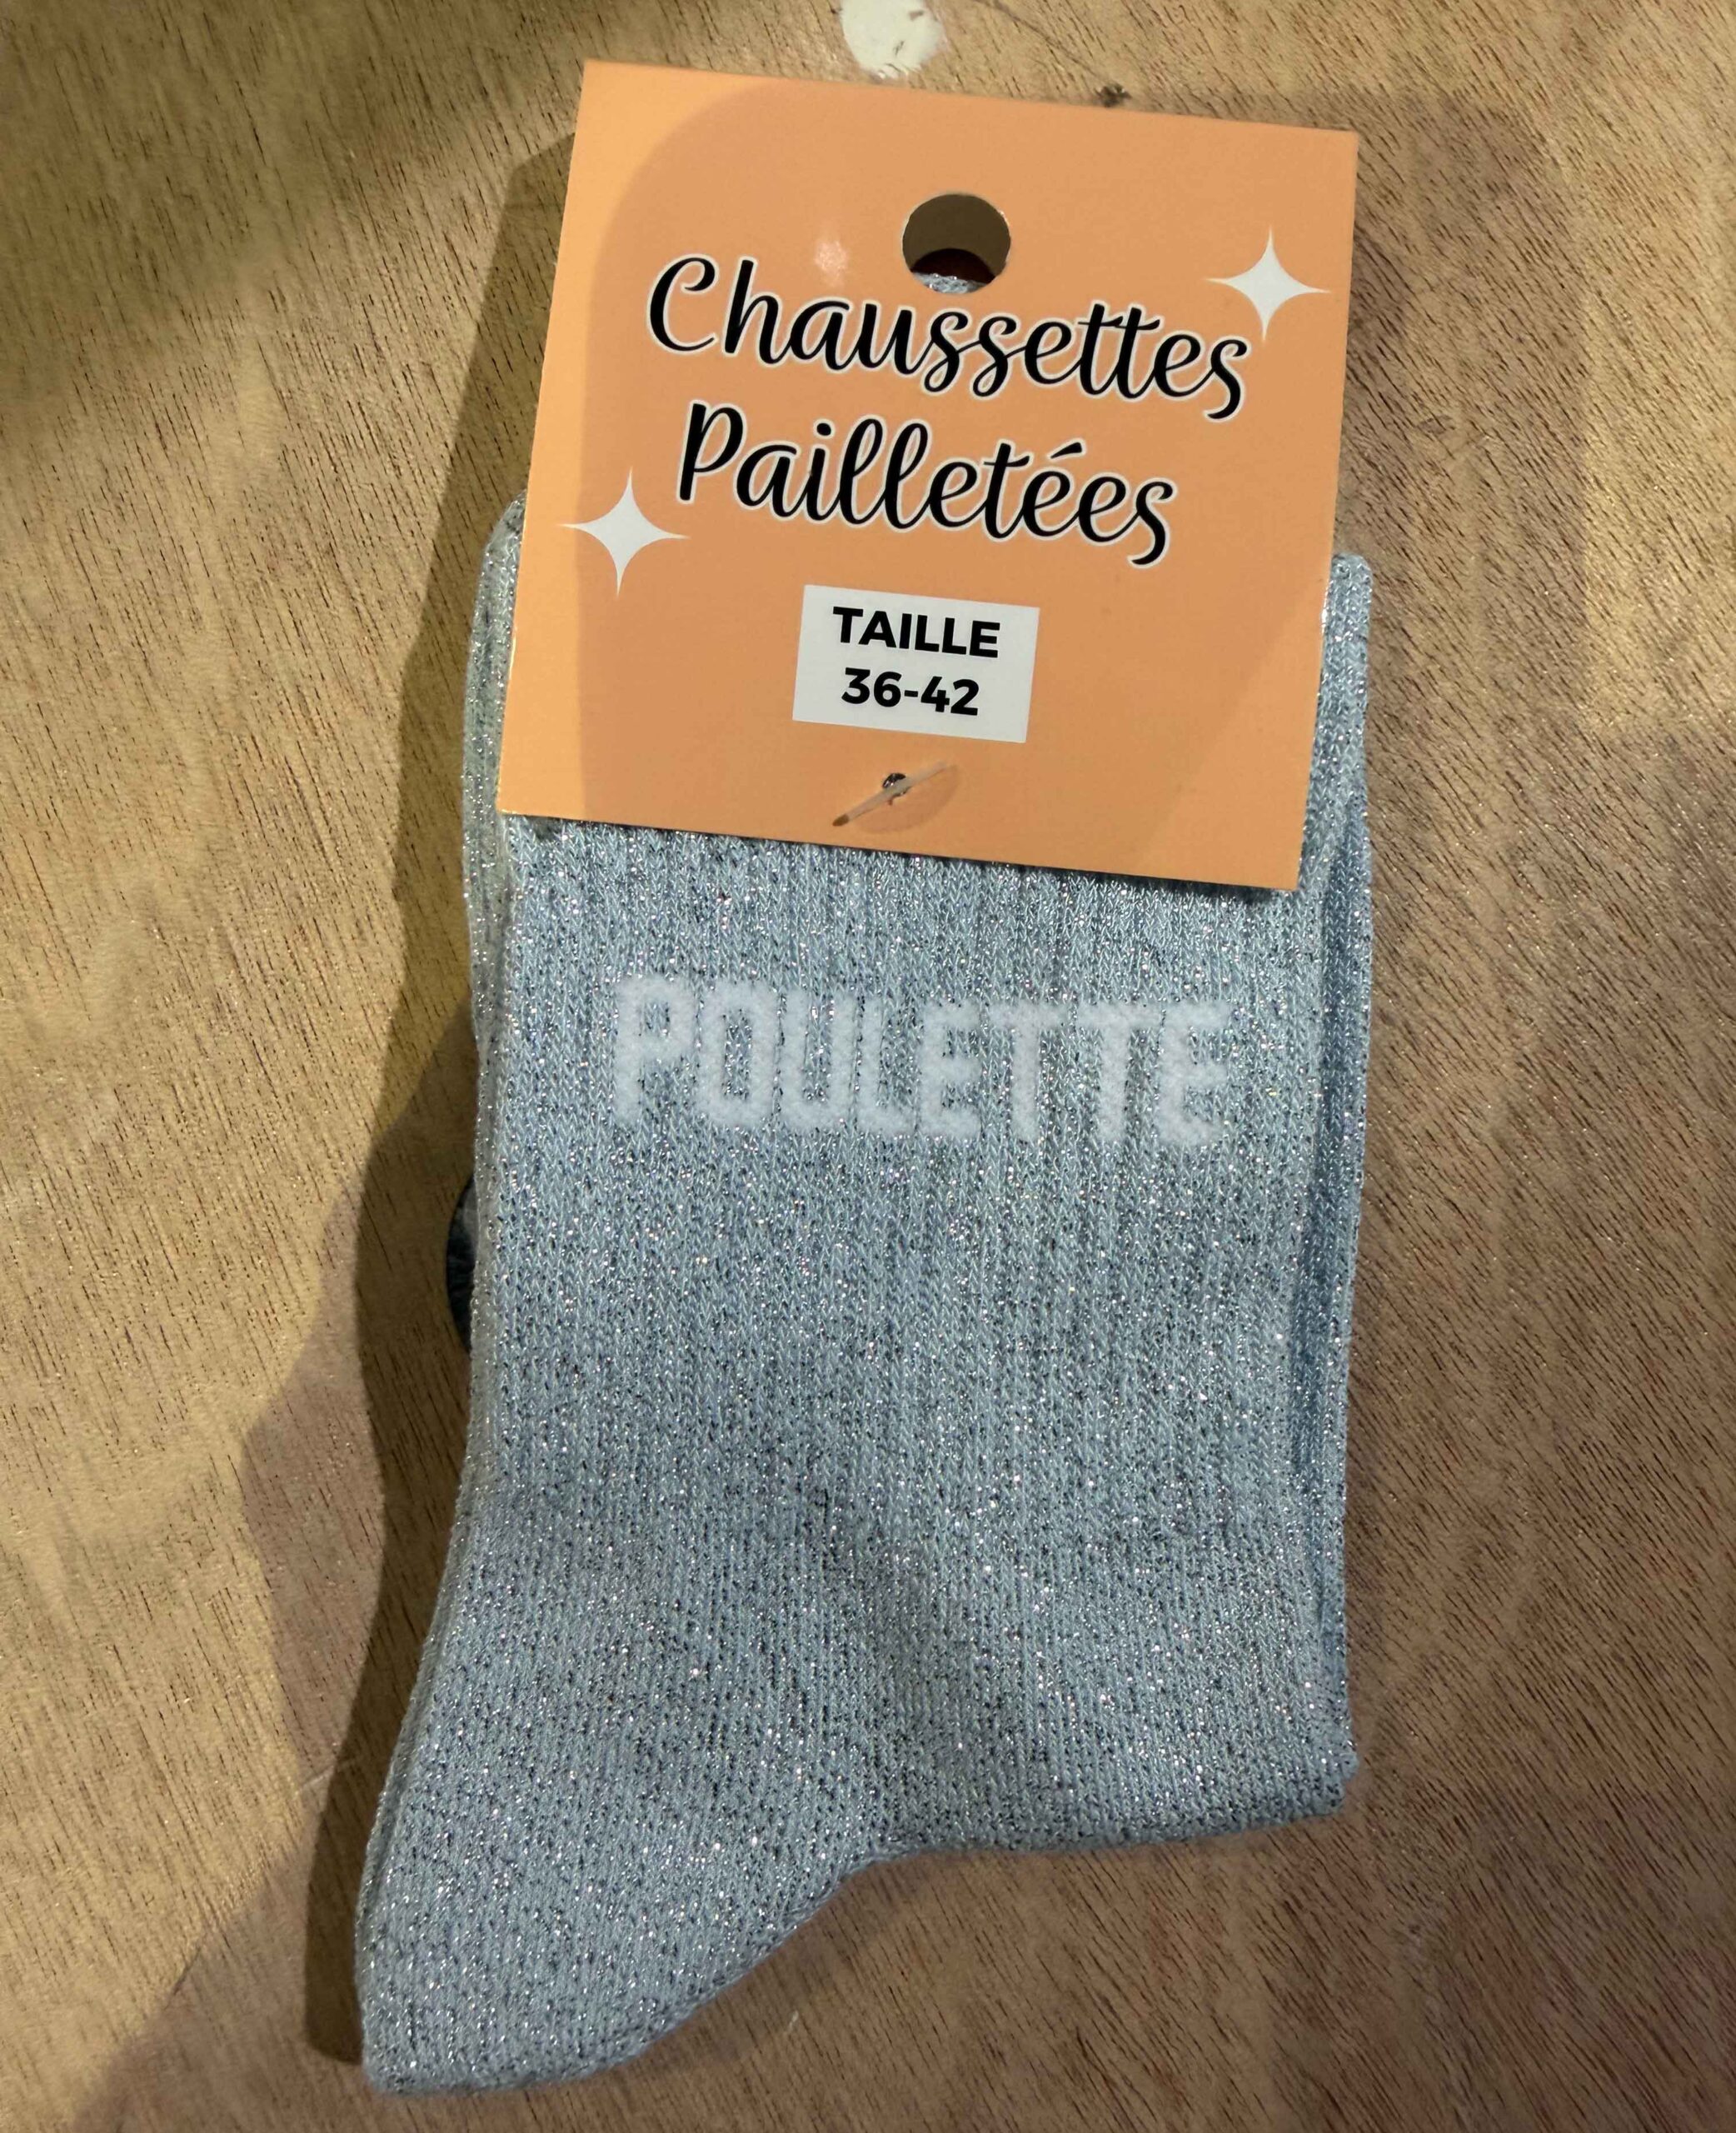 Chaussettes
Pailletées
TAILLE
36-42
POULETTE